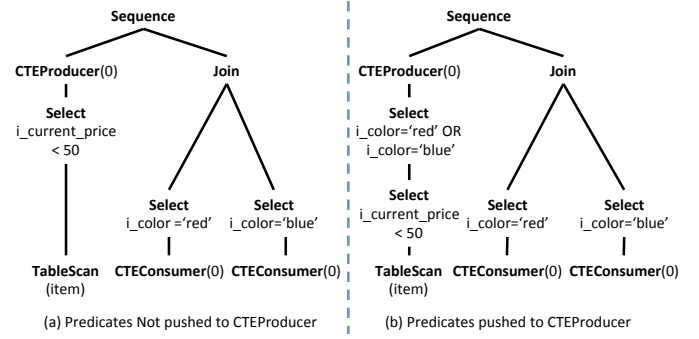 Sequence
CTEProducer(0)
Join
Select
i_current_price
< 50
Select
i_color =‘red’
Select
i_color=‘blue’
TableScan
(item)
CTEConsumer(0)
CTEConsumer(0)
(a) Predicates Not pushed to CTEProducer
Sequence
CTEProducer(0)
Join
Select
i_color=‘red’ OR
i_color=‘blue’
Select
i_current_price
< 50
Select
i_color=‘red’
Select
i_color=‘blue’
TableScan
(item)
CTEConsumer(0)
CTEConsumer(0)
(b) Predicates pushed to CTEProducer